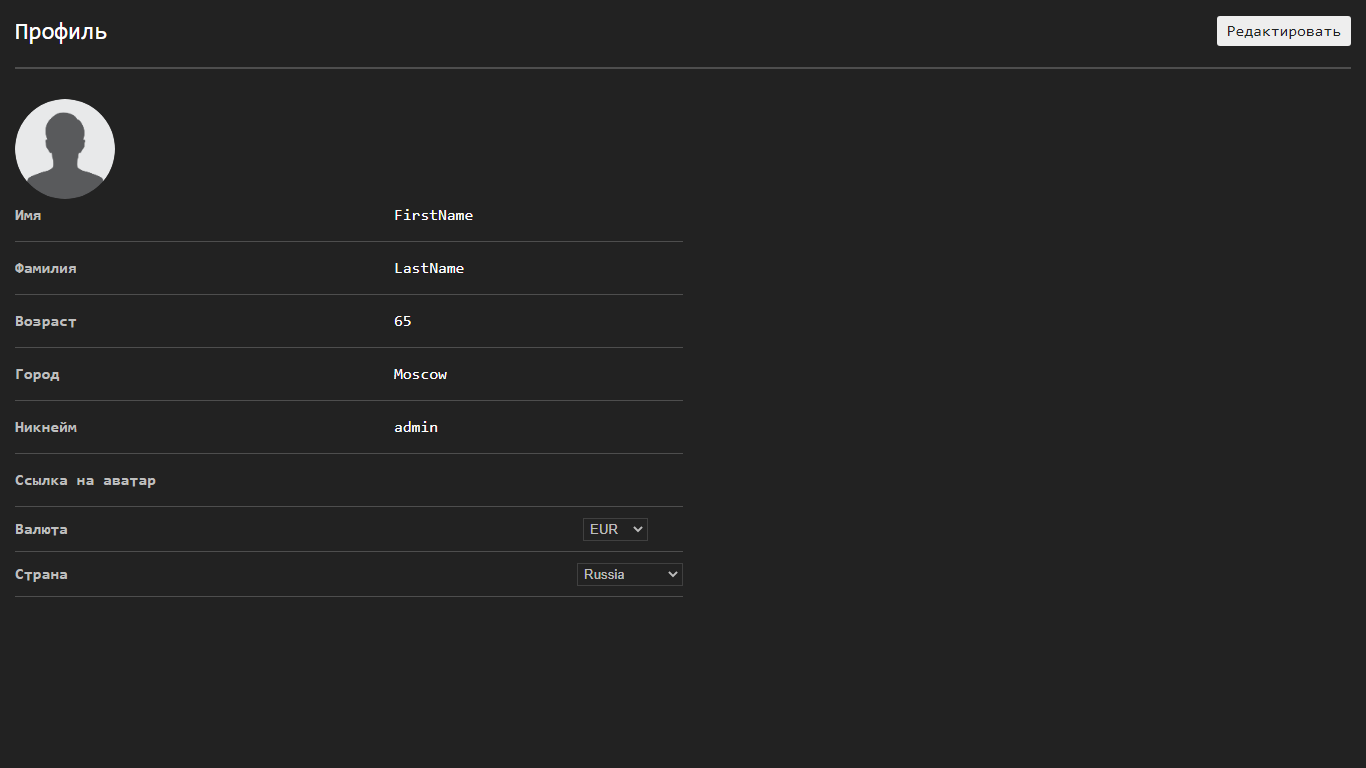 Профиль
Редактировать
Имя FirstName
Фамилия LastName
Возраст 65
Город Moscow
Никнейм admin
Ссылка на аватар
Валюта EUR
Страна Russia